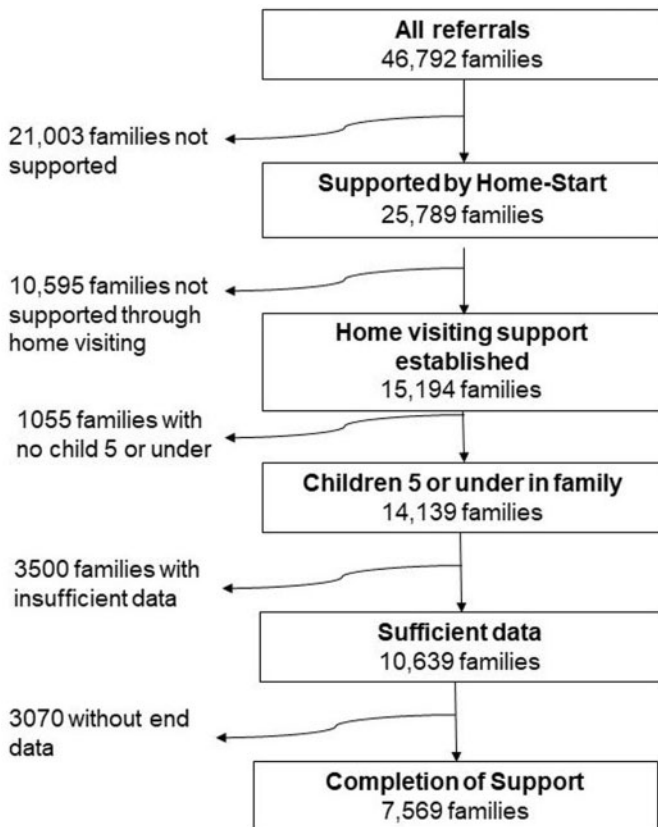 All referrals
46,792 families
21,003 families not
supported
Supported by Home-Start
25,789 families
10,595 families not
supported through
home visiting
Home visiting support
established
15,194 families
1055 families with
no child 5 or under
Children 5 or under in family
14,139 families
3500 families with
insufficient data
Sufficient data
10,639 families
3070 without end
data
Completion of Support
7,569 families